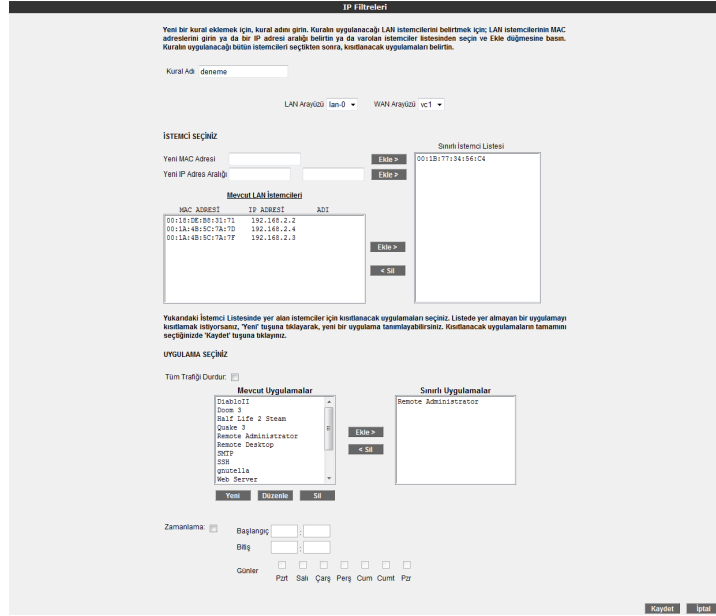 IP Filtreleri
Yeni bir kural eklemek için, kural adını girin. Kuralın uygulanacağı LAN istemcilerini belirtmek için; LAN istemcilerinin MAC
adreslerini girin ya da bir IP adresi aralığı belirtin ya da varolan istemciler listesinden seçin ve Ekle düğmesine basın.
Kuralın uygulanacağı bütün istemcileri seçtikten sonra, kısıtlanacak uygulamaları belirtin.
Kural Adı deneme
LAN Arayüzü lan-0 WAN Arayüzü vc1
İSTEMCİ SEÇİNİZ
Sınırlı İstemci Listesi
Yeni MAC Adresi Ekle > 00:1B:77:34:56:C4
Yeni IP Adres Aralığı Ekle >
Mevcut LAN İstemcileri
MAC ADRESİ IP ADRESİ ADI
00:18:DE:B8:31:71 192.168.2.2
00:1A:4B:5C:7A:7D 192.168.2.4
00:1A:4B:5C:7A:7F 192.168.2.3
Ekle >
< Sil
Yukarıdaki İstemci Listesinde yer alan istemciler için kısıtlanacak uygulamaları seçiniz. Listede yer almayan bir uygulamayı
kısıtlamak istiyorsanız, 'Yeni' tuşuna tıklayarak, yeni bir uygulama tanımlayabilirsiniz. Kısıtlanacak uygulamaların tamamını
seçtiğinizde 'Kaydet' tuşuna tıklayınız.
UYGULAMA SEÇİNİZ
Tüm Trafiği Durdur:
Mevcut Uygulamalar Sınırlı Uygulamalar
DiabloII Remote Administrator
Doom 3
Half Life 2 Steam
Quake 3
Remote Administrator
Remote Desktop
SMTP
SSH
gnutella
Web Server
Ekle >
< Sil
Yeni Düzenle Sil
Zamanlama: Başlangıç :
Bitiş :
Günler
Pzrt Salı Çarş Perş Cum Cumt Pzr
Kaydet İptal